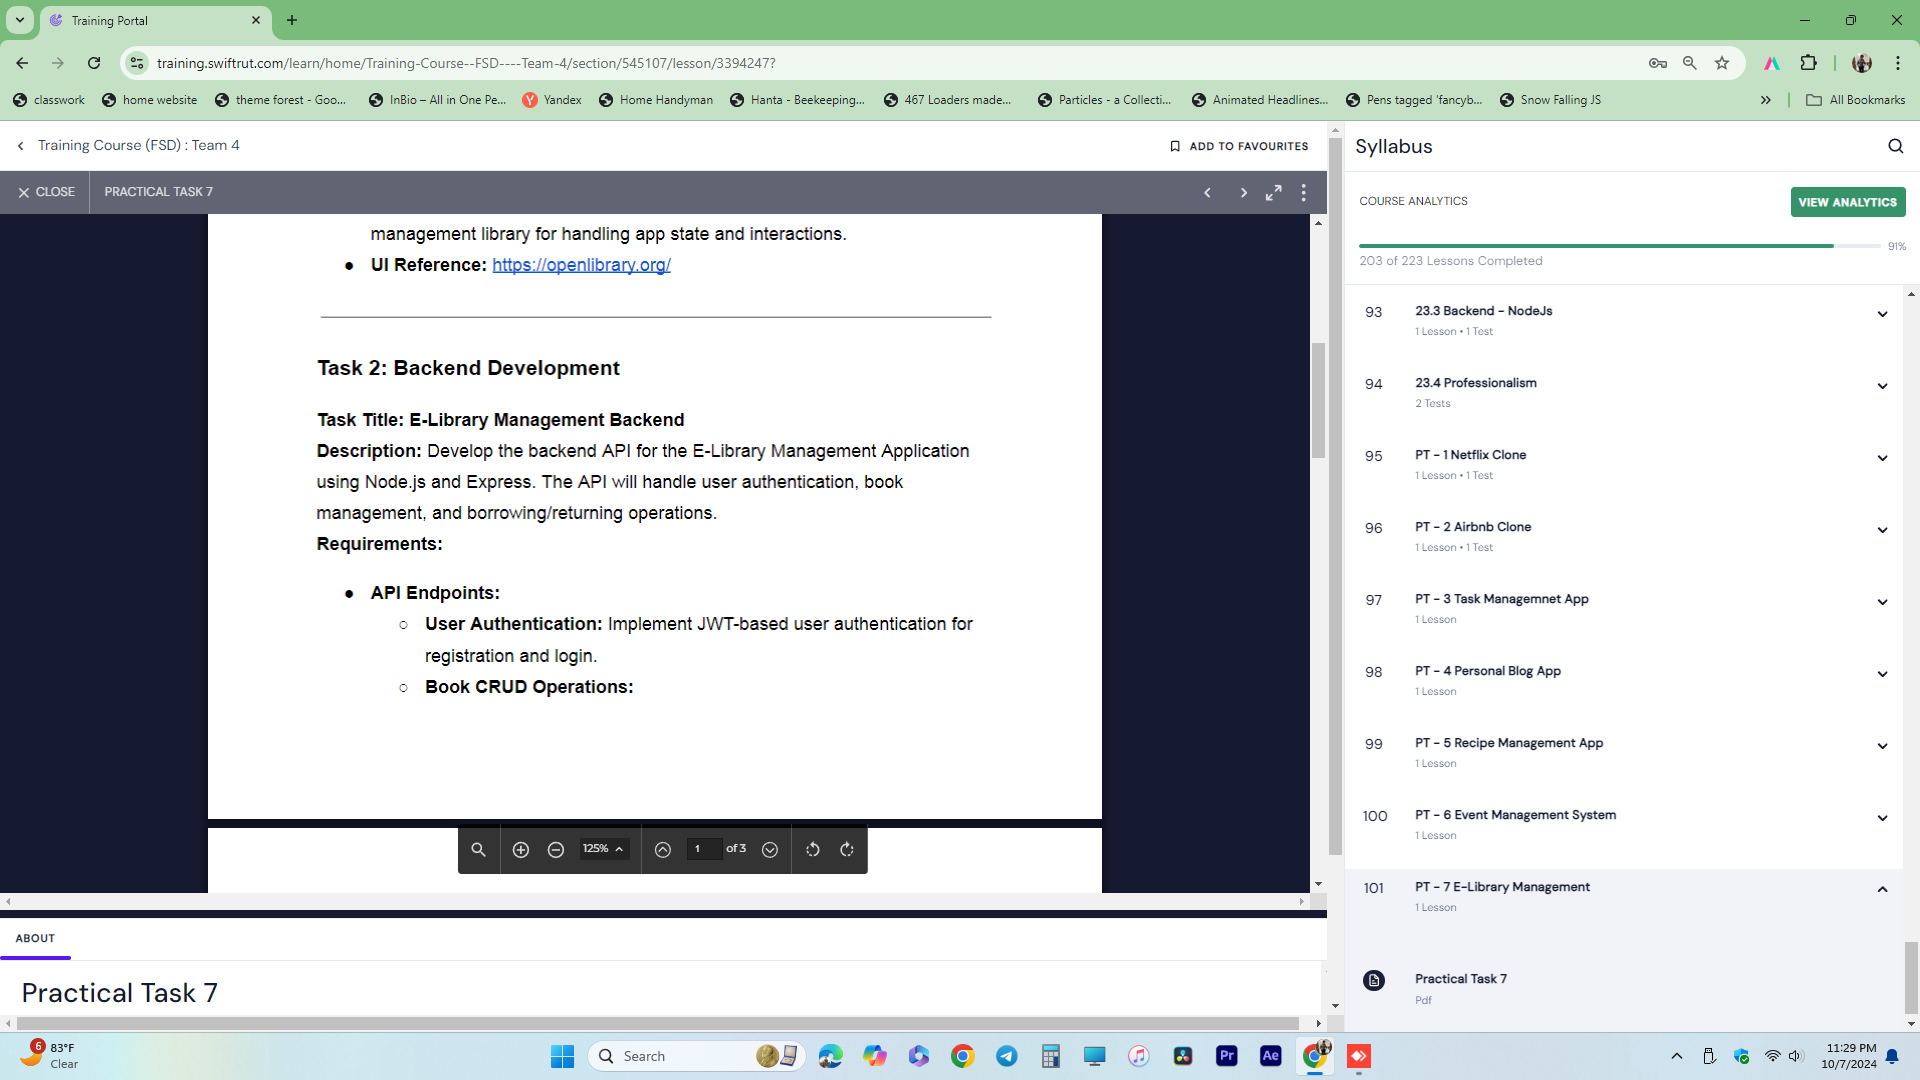 Training Portal
training.swiftrut.com/learn/home/Training-Course--FSD----Team-4/section/545107/lesson/3394247?
classwork
home website
theme forest - Goo...
InBio – All in One Pe...
Yandex
Home Handyman
Hanta - Beekeeping...
467 Loaders made...
Particles - a Collecti...
Animated Headlines...
Pens tagged 'fancyb...
Snow Falling JS
All Bookmarks
Training Course (FSD) : Team 4
ADD TO FAVOURITES
CLOSE
PRACTICAL TASK 7
management library for handling app state and interactions.
● UI Reference: https://openlibrary.org/
Task 2: Backend Development
Task Title: E-Library Management Backend
Description: Develop the backend API for the E-Library Management Application
using Node.js and Express. The API will handle user authentication, book
management, and borrowing/returning operations.
Requirements:
● API Endpoints:
○ User Authentication: Implement JWT-based user authentication for
registration and login.
○ Book CRUD Operations:
125%
1
of 3
ABOUT
Practical Task 7
Syllabus
COURSE ANALYTICS
VIEW ANALYTICS
91%
203 of 223 Lessons Completed
93
23.3 Backend - NodeJs
1 Lesson • 1 Test
94
23.4 Professionalism
2 Tests
95
PT - 1 Netflix Clone
1 Lesson • 1 Test
96
PT - 2 Airbnb Clone
1 Lesson • 1 Test
97
PT - 3 Task Managemnet App
1 Lesson
98
PT - 4 Personal Blog App
1 Lesson
99
PT - 5 Recipe Management App
1 Lesson
100
PT - 6 Event Management System
1 Lesson
101
PT - 7 E-Library Management
1 Lesson
Practical Task 7
Pdf
6
83°F
Clear
Search
Pr
Ae
11:29 PM
10/7/2024